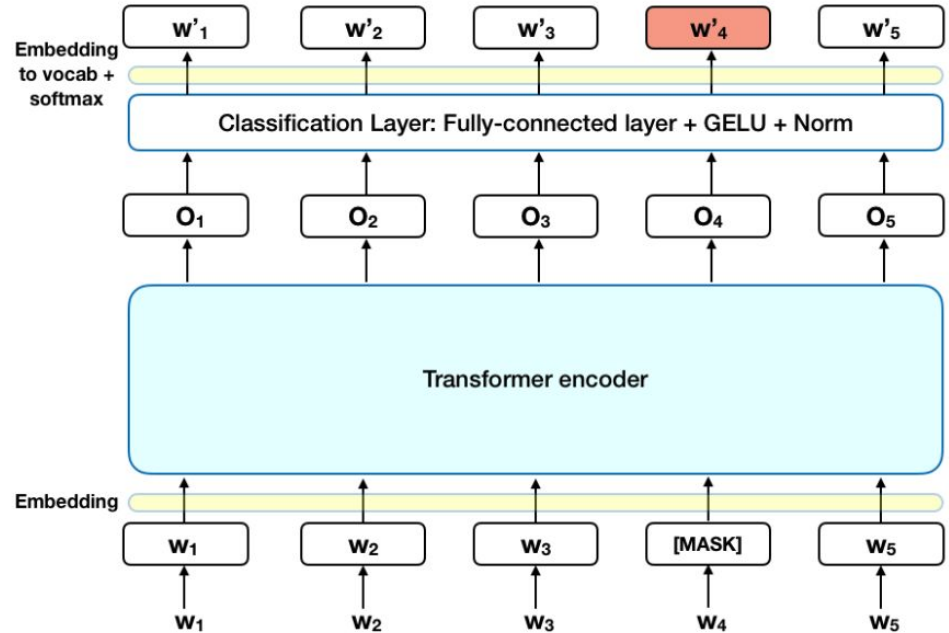 w’₁ w’₂ w’₃ w’₄ w’₅
Embedding
to vocab +
softmax
Classification Layer: Fully-connected layer + GELU + Norm
O₁ O₂ O₃ O₄ O₅
Transformer encoder
Embedding
W₁ W₂ W₃ [MASK] W₅
W₁ W₂ W₃ W₄ W₅